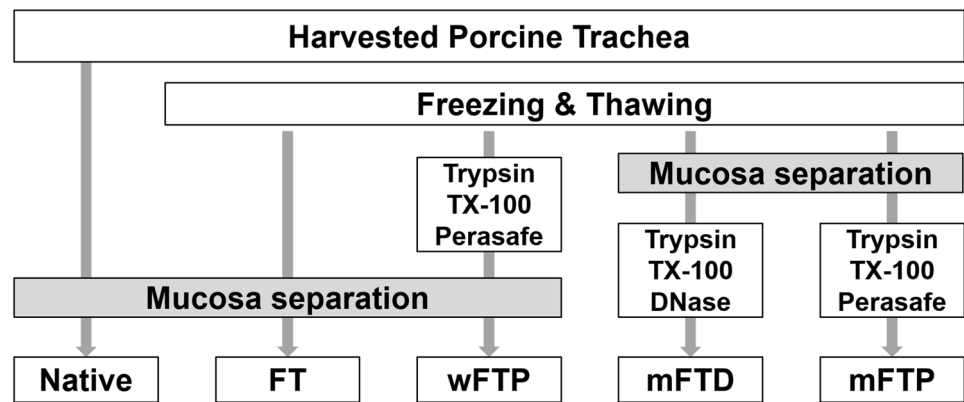 Harvested Porcine Trachea
Freezing & Thawing
Trypsin
TX-100
Perasafe
Mucosa separation
Trypsin
TX-100
DNase
Trypsin
TX-100
Perasafe
Mucosa separation
Native
FT
wFTP
mFTD
mFTP